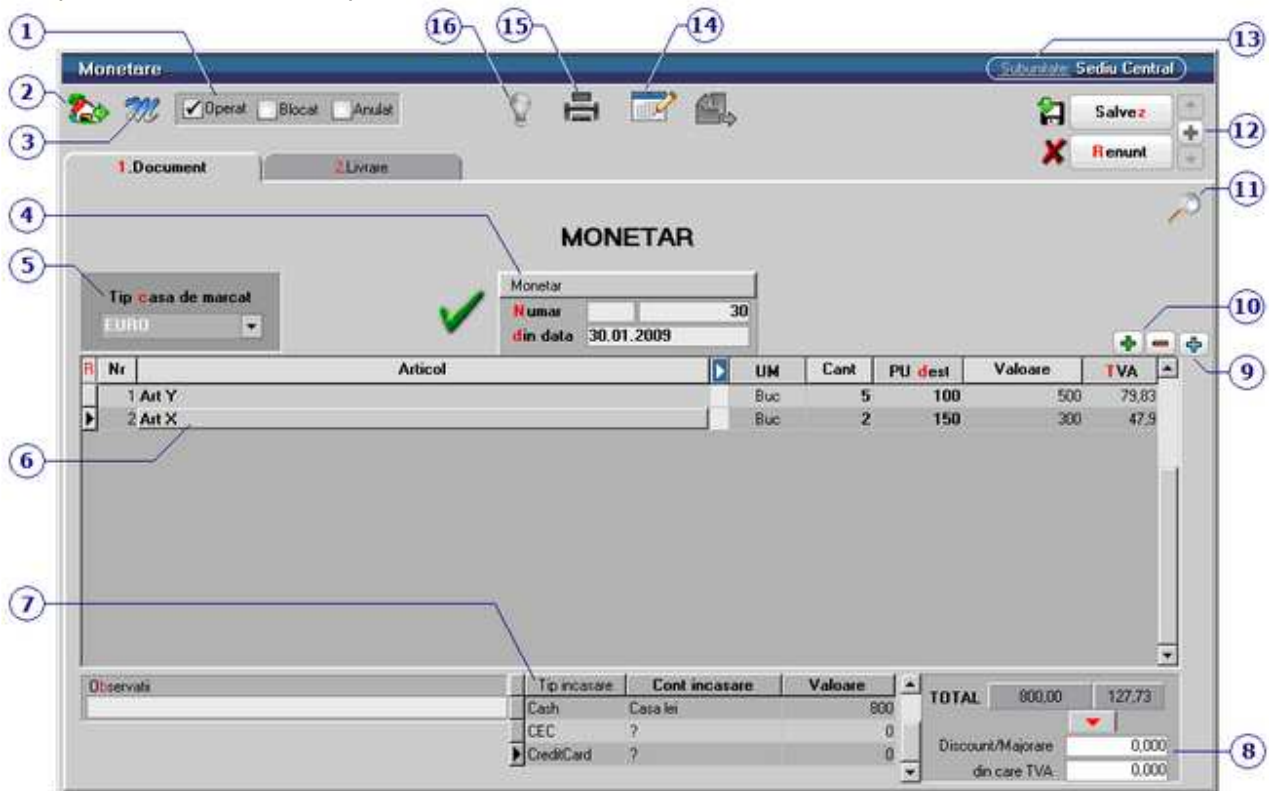 1 16 15 14 13
Monetare Subunitate: Sediu Central
2 3 Operat Blocat Anulat Salvez 12
Renunt
1.Document 2.Livrare
11
4 MONETAR
5 Tip casa de marcat Monetar
EURO Numar 30 10
din data 30.01.2009
9
R Nr Articol UM Cant PU dest Valoare TVA
1 Art Y Buc 5 100 500 79,83
2 Art X Buc 2 150 300 47,9
6
7
Observatii Tip incasare Cont incasare Valoare TOTAL 800,00 127,73
Cash Casa lei 800
CEC ? 0 Discount/Majorare 0,000 8
CreditCard ? 0 din care TVA: 0,000